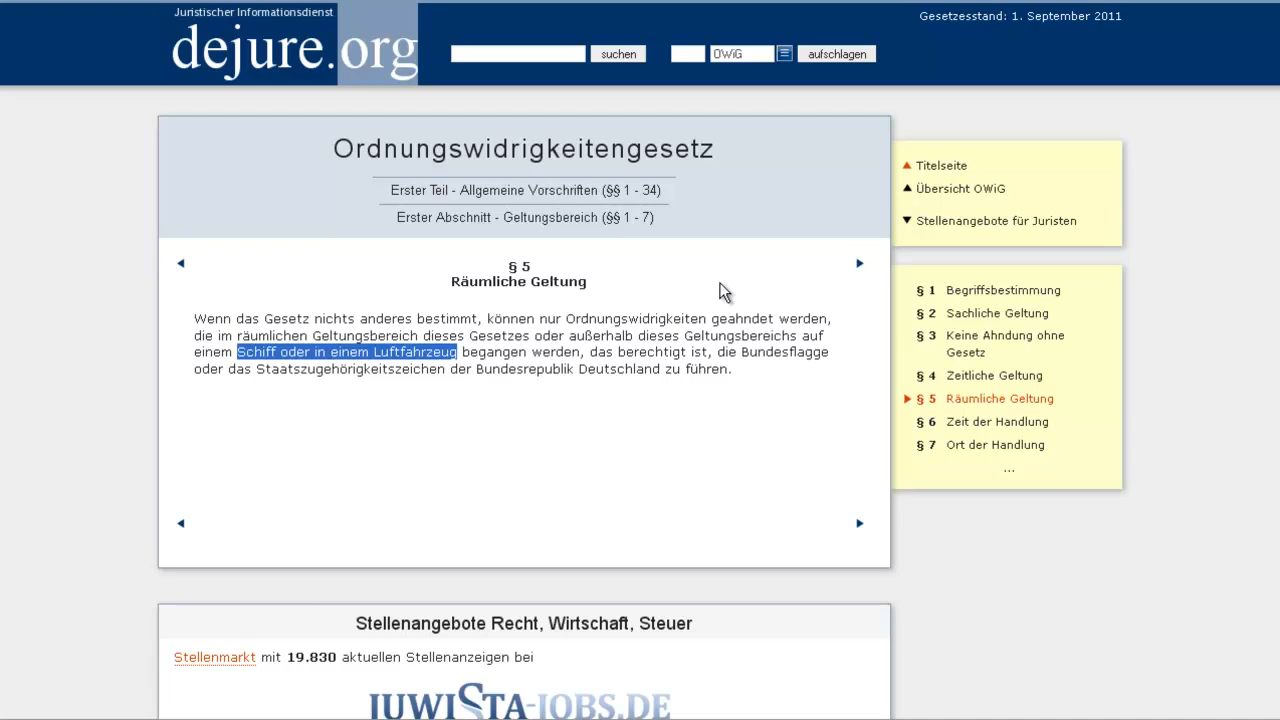 Juristischer Informationsdienst
dejure.org
suchen
OWiG
aufschlagen
Gesetzesstand: 1. September 2011
Ordnungswidrigkeitengesetz
Erster Teil - Allgemeine Vorschriften (§§ 1 - 34)
Erster Abschnitt - Geltungsbereich (§§ 1 - 7)
§ 5
Räumliche Geltung
Wenn das Gesetz nichts anderes bestimmt, können nur Ordnungswidrigkeiten geahndet werden,
die im räumlichen Geltungsbereich dieses Gesetzes oder außerhalb dieses Geltungsbereichs auf
einem Schiff oder in einem Luftfahrzeug begangen werden, das berechtigt ist, die Bundesflagge
oder das Staatszugehörigkeitszeichen der Bundesrepublik Deutschland zu führen.
Titelseite
Übersicht OWiG
Stellenangebote für Juristen
§ 1 Begriffsbestimmung
§ 2 Sachliche Geltung
§ 3 Keine Ahndung ohne
Gesetz
§ 4 Zeitliche Geltung
§ 5 Räumliche Geltung
§ 6 Zeit der Handlung
§ 7 Ort der Handlung
...
Stellenangebote Recht, Wirtschaft, Steuer
Stellenmarkt mit 19.830 aktuellen Stellenanzeigen bei
JUWISTA-JOBS.DE